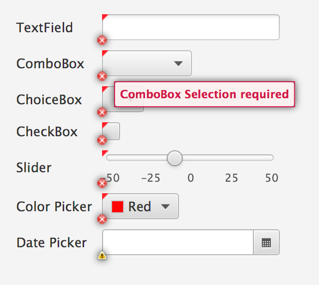 TextField
ComboBox
ComboBox Selection required
ChoiceBox
CheckBox
Slider
-50 -25 0 25 50
Color Picker Red
Date Picker